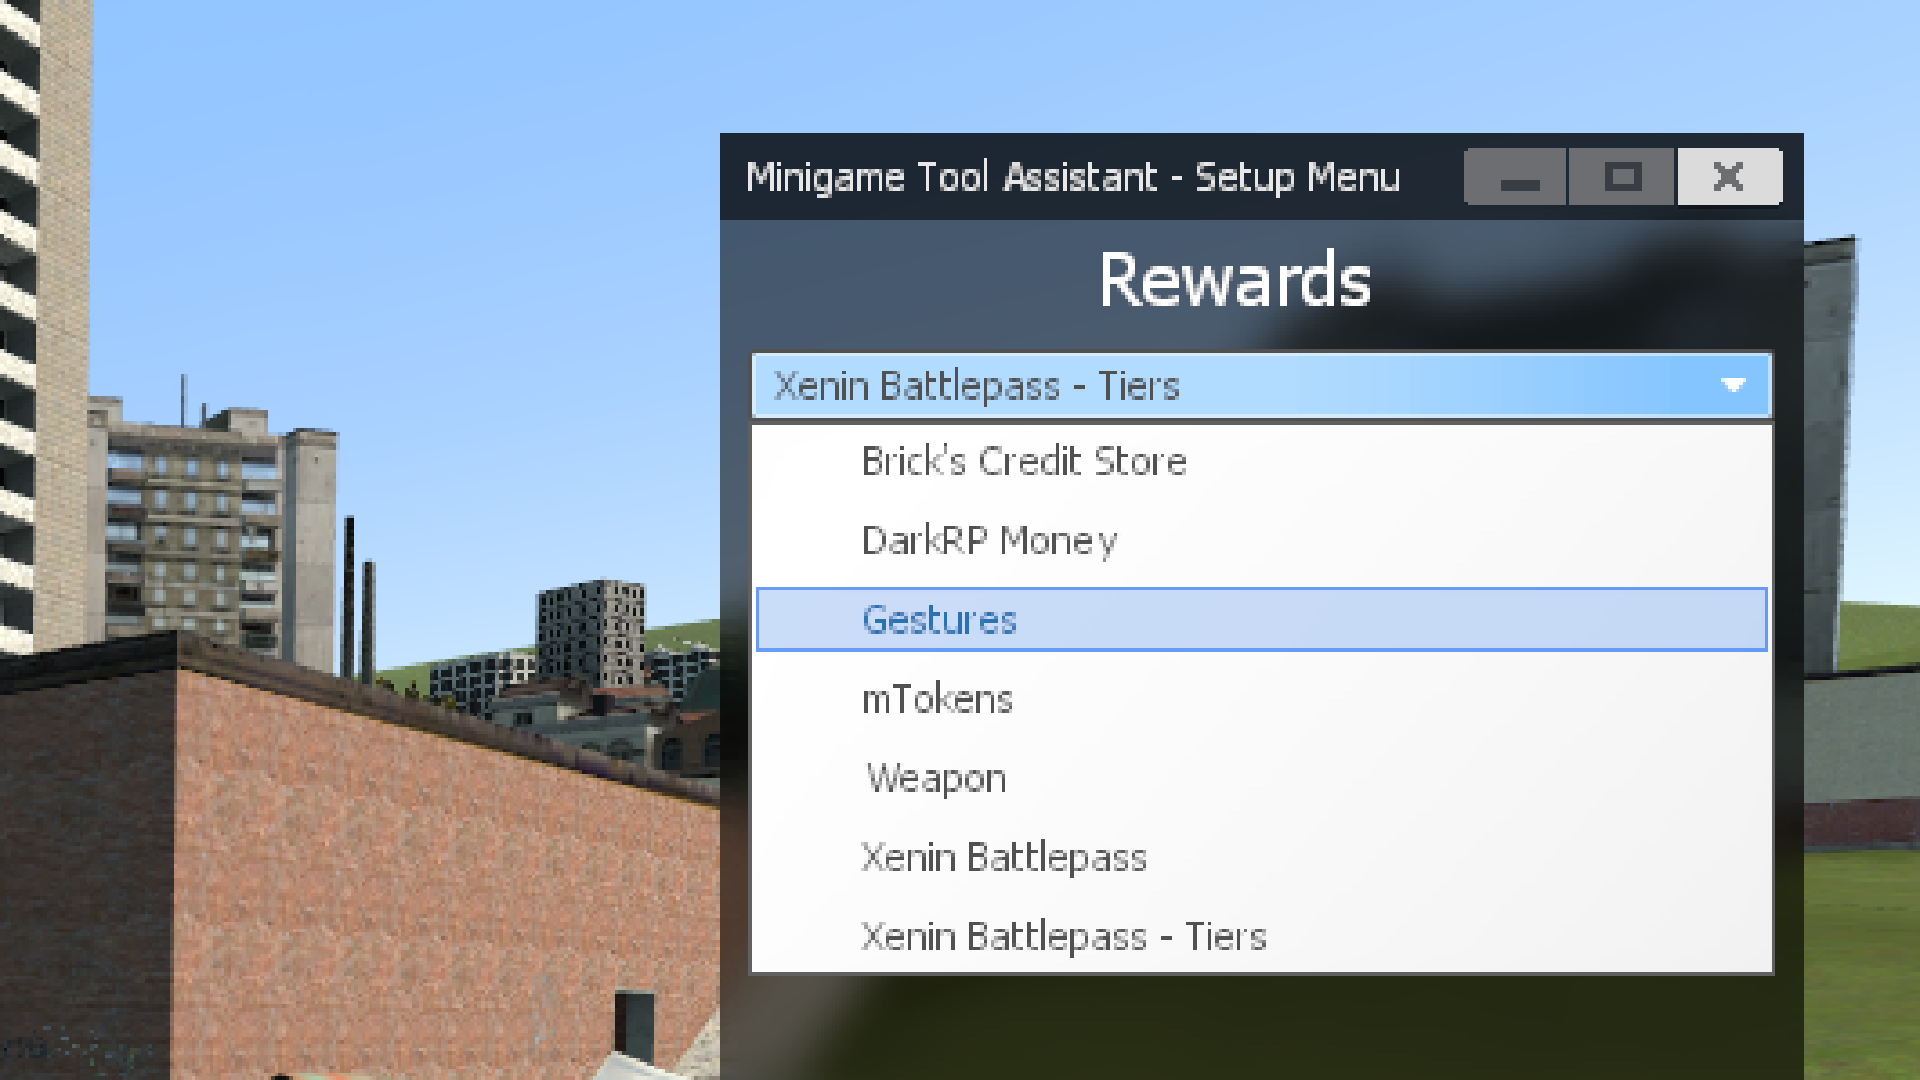 Minigame Tool Assistant - Setup Menu
Rewards
Xenin Battlepass - Tiers
Brick's Credit Store
DarkRP Money
Gestures
mTokens
Weapon
Xenin Battlepass
Xenin Battlepass - Tiers